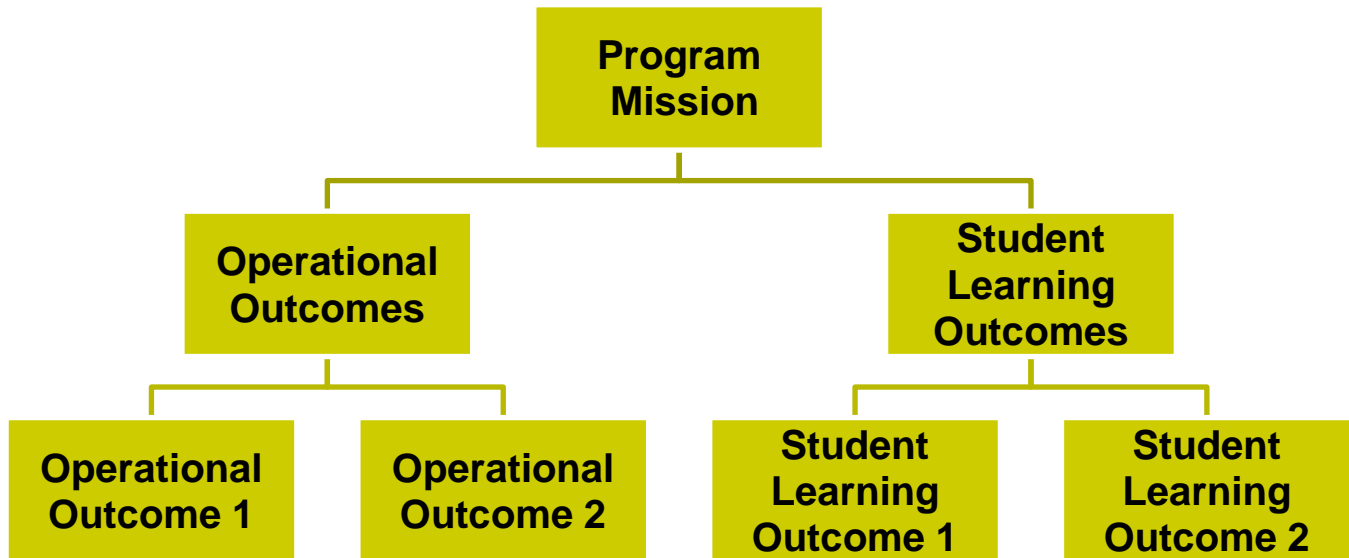 Program
Mission
Operational
Outcomes
Student
Learning
Outcomes
Operational
Outcome 1
Operational
Outcome 2
Student
Learning
Outcome 1
Student
Learning
Outcome 2